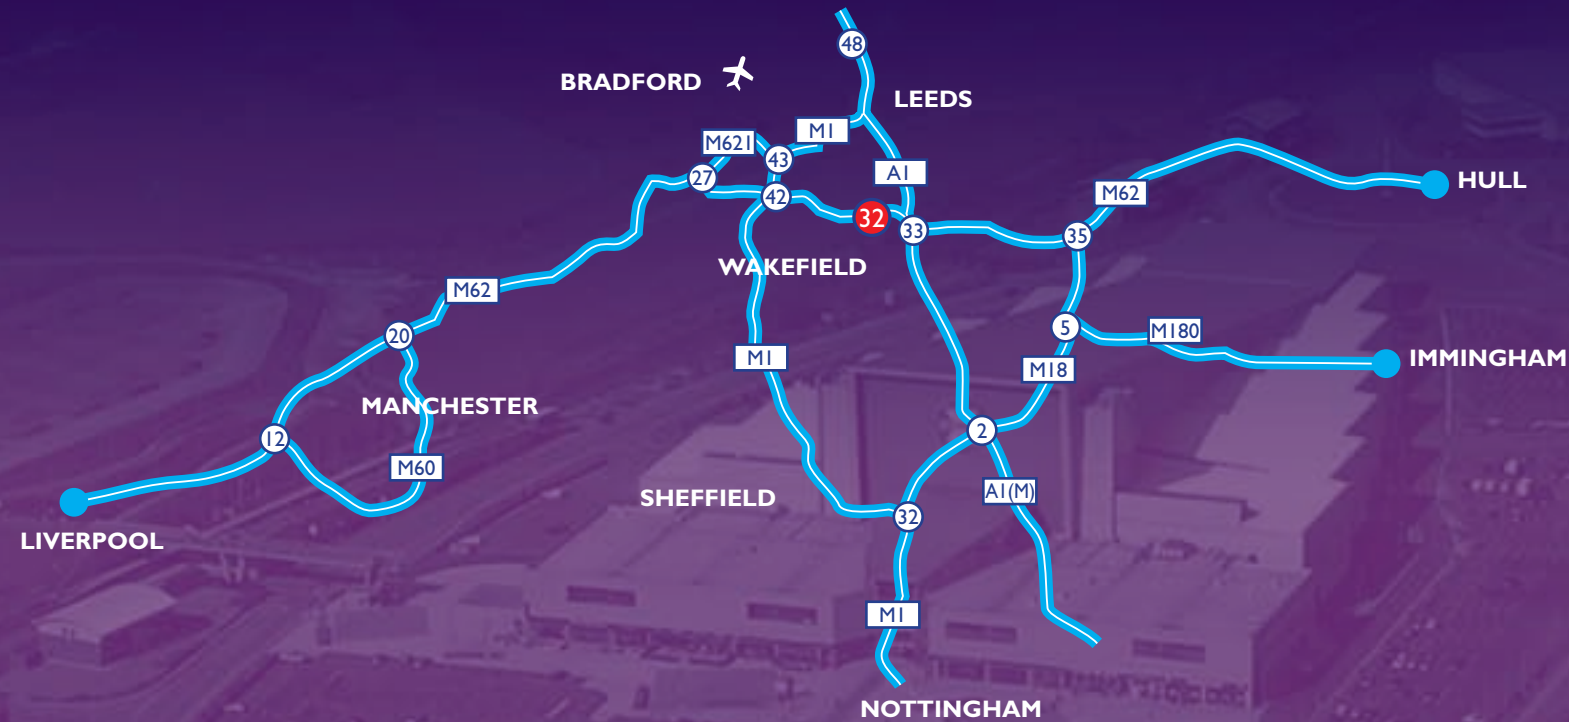 48
BRADFORD
LEEDS
M1
M621
43
A1
27
HULL
M62
42
32
33
35
WAKEFIELD
M62
20
5
M180
M1
IMMINGHAM
M18
MANCHESTER
2
12
M60
A1(M)
SHEFFIELD
32
LIVERPOOL
M1
NOTTINGHAM